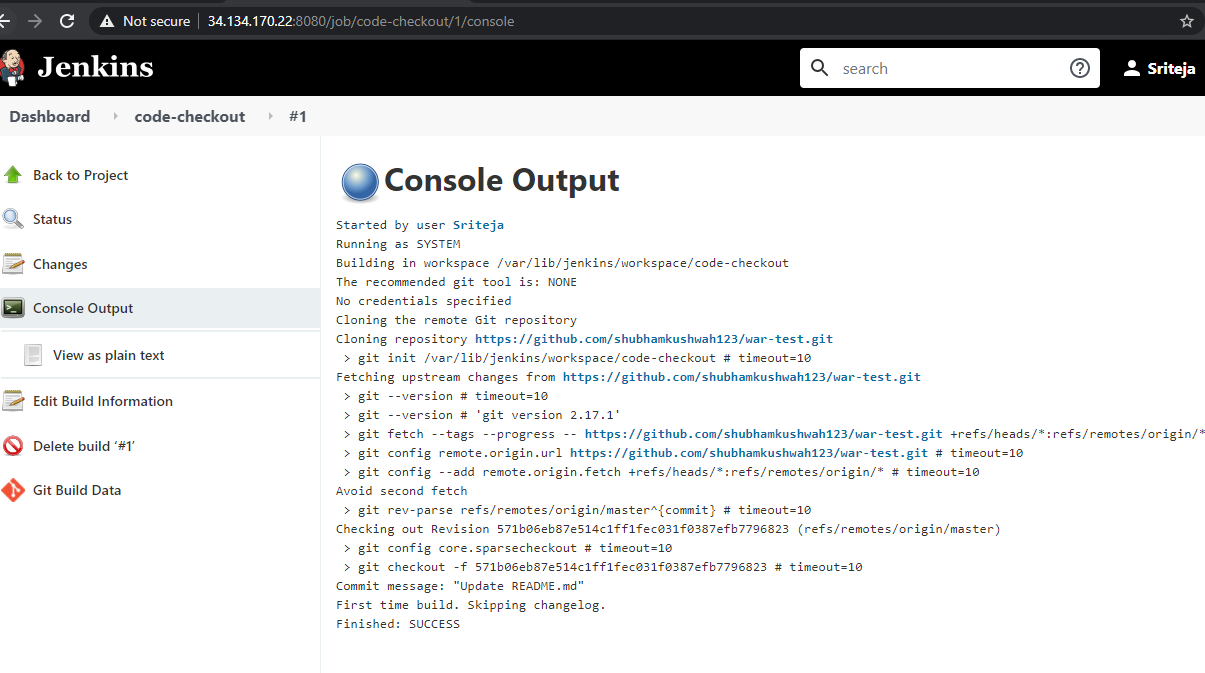 Not secure | 34.134.170.22:8080/job/code-checkout/1/console
Jenkins
search
Sriteja
Dashboard
code-checkout
#1
Back to Project
Status
Changes
Console Output
View as plain text
Edit Build Information
Delete build ‘#1’
Git Build Data
Console Output
Started by user Sriteja
Running as SYSTEM
Building in workspace /var/lib/jenkins/workspace/code-checkout
The recommended git tool is: NONE
No credentials specified
Cloning the remote Git repository
Cloning repository https://github.com/shubhamkushwah123/war-test.git
> git init /var/lib/jenkins/workspace/code-checkout # timeout=10
Fetching upstream changes from https://github.com/shubhamkushwah123/war-test.git
> git --version # timeout=10
> git --version # 'git version 2.17.1'
> git fetch --tags --progress -- https://github.com/shubhamkushwah123/war-test.git +refs/heads/*:refs/remotes/origin/*
> git config remote.origin.url https://github.com/shubhamkushwah123/war-test.git # timeout=10
> git config --add remote.origin.fetch +refs/heads/*:refs/remotes/origin/* # timeout=10
Avoid second fetch
> git rev-parse refs/remotes/origin/master^{commit} # timeout=10
Checking out Revision 571b06eb87e514c1ff1fec031f0387efb7796823 (refs/remotes/origin/master)
> git config core.sparsecheckout # timeout=10
> git checkout -f 571b06eb87e514c1ff1fec031f0387efb7796823 # timeout=10
Commit message: "Update README.md"
First time build. Skipping changelog.
Finished: SUCCESS